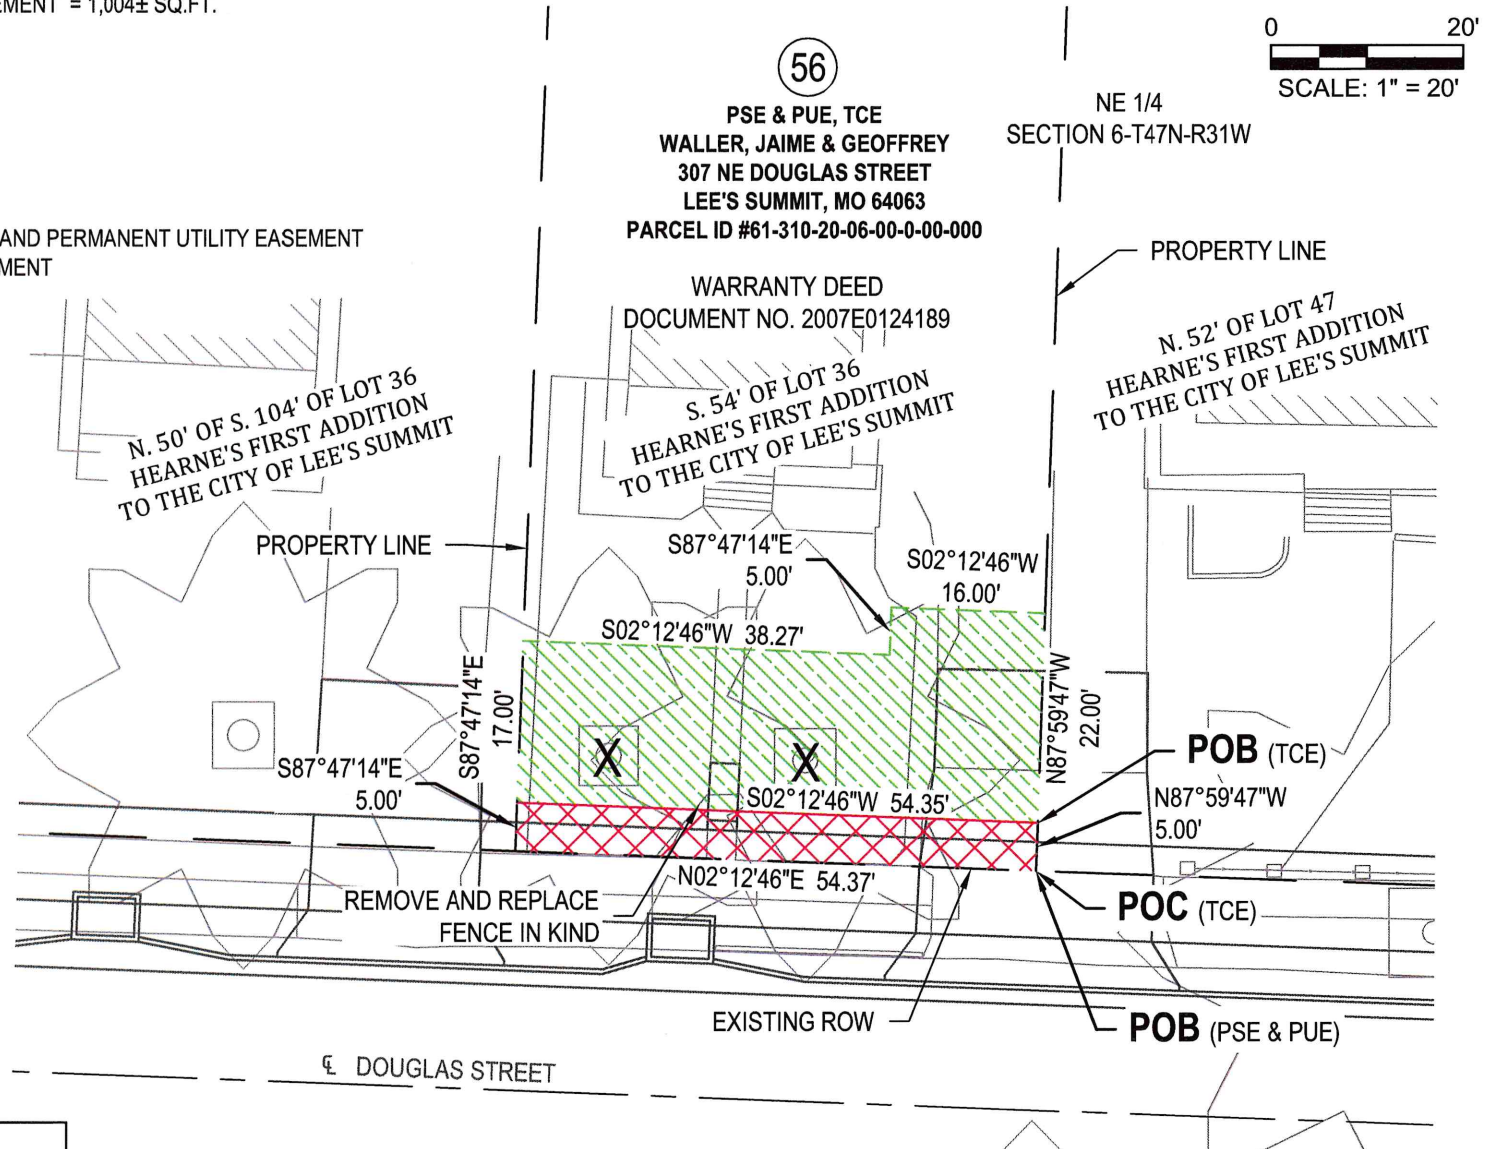 EMENT = 1,004± SQ.FT.
0 20'
SCALE: 1" = 20'
56
PSE & PUE, TCE
WALLER, JAIME & GEOFFREY
307 NE DOUGLAS STREET
LEE'S SUMMIT, MO 64063
PARCEL ID #61-310-20-06-00-0-00-000
NE 1/4
SECTION 6-T47N-R31W
AND PERMANENT UTILITY EASEMENT
MENT
WARRANTY DEED
DOCUMENT NO. 2007E0124189
PROPERTY LINE
N. 50' OF S. 104' OF LOT 36
HEARNE'S FIRST ADDITION
TO THE CITY OF LEE'S SUMMIT
S. 54' OF LOT 36
HEARNE'S FIRST ADDITION
TO THE CITY OF LEE'S SUMMIT
N. 52' OF LOT 47
HEARNE'S FIRST ADDITION
TO THE CITY OF LEE'S SUMMIT
PROPERTY LINE
S87°47'14"E
5.00'
S02°12'46"W
16.00'
S02°12'46"W 38.27'
S87°47'14"E
17.00'
N87°59'47"W
22.00'
X
X
S87°47'14"E
5.00'
S02°12'46"W 54.35'
POB (TCE)
N87°59'47"W
5.00'
N02°12'46"E 54.37'
REMOVE AND REPLACE
FENCE IN KIND
POC (TCE)
EXISTING ROW
POB (PSE & PUE)
℄ DOUGLAS STREET